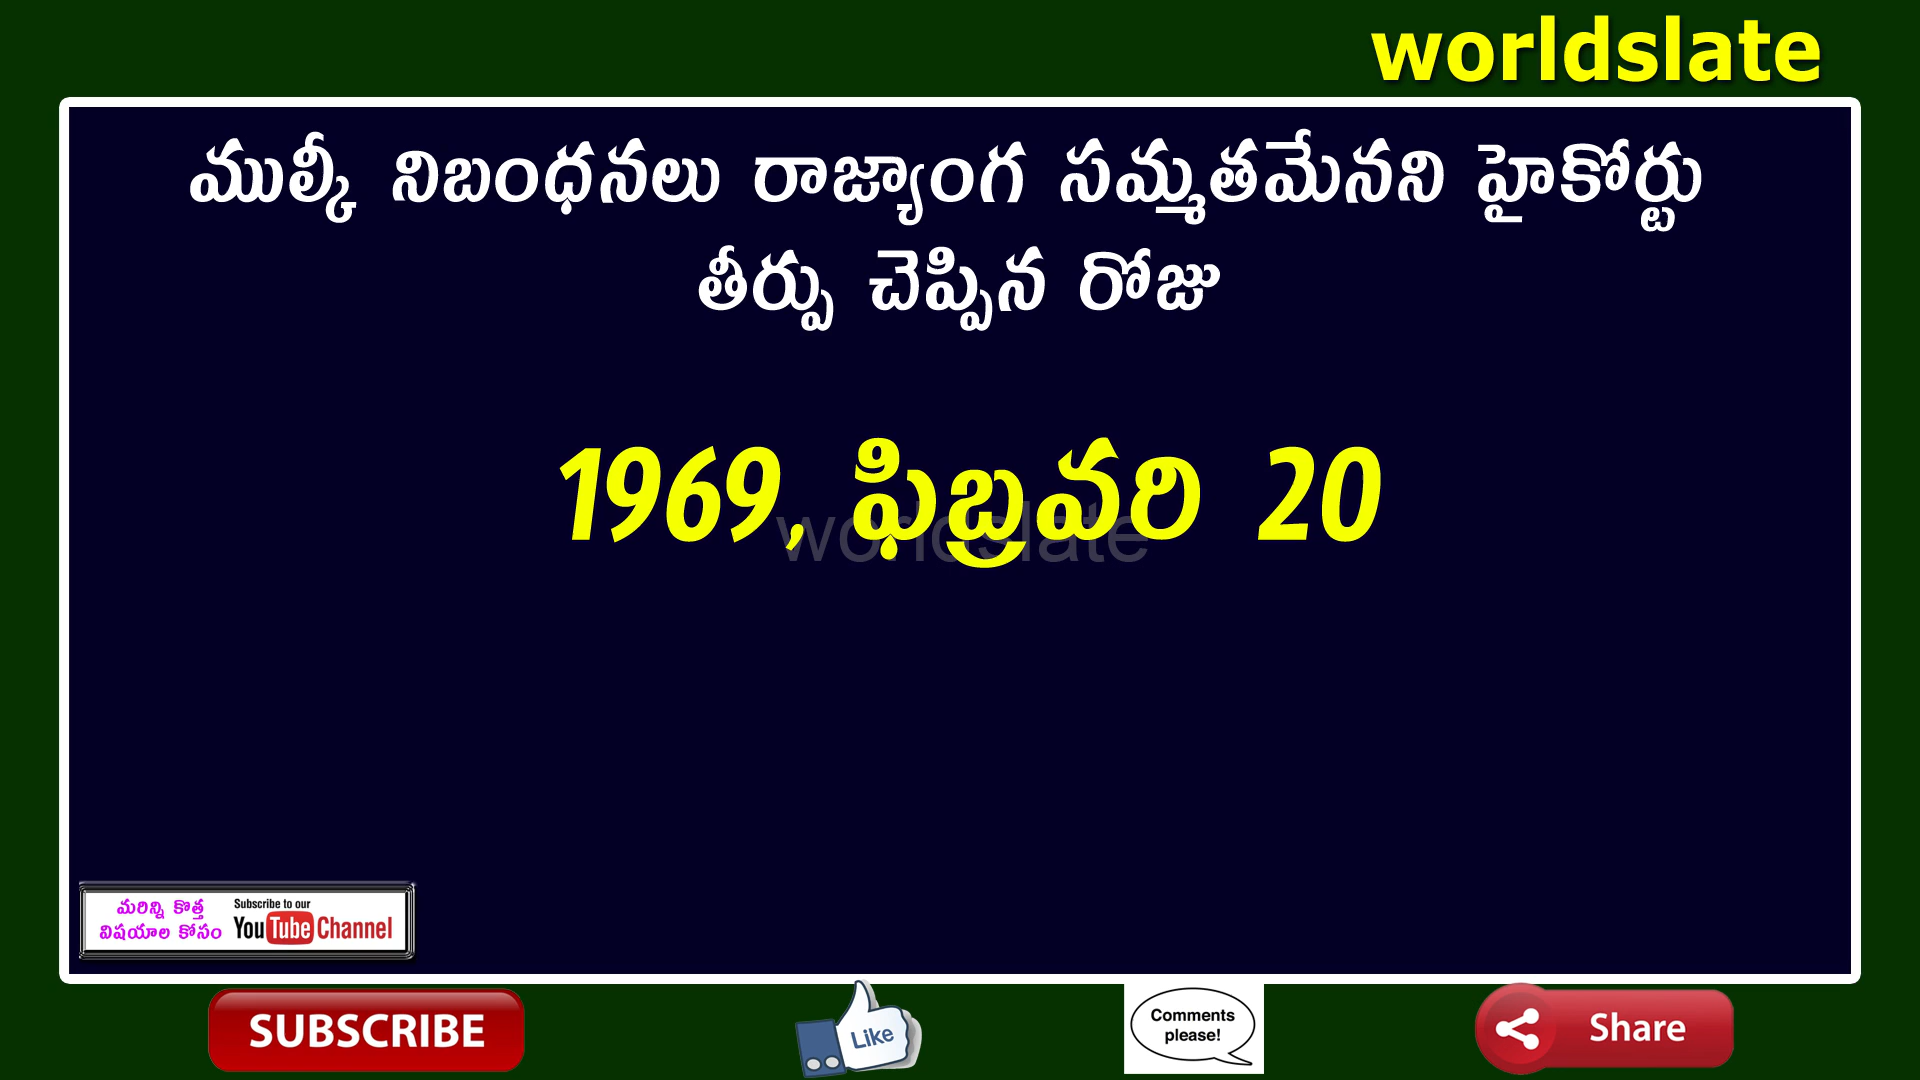 worldslate
ముల్కీ నిబంధనలు రాజ్యాంగ సమ్మతమేనని హైకోర్టు
తీర్పు చెప్పిన రోజు
1969, ఫిబ్రవరి 20
worldslate
మరిన్ని కొత్త
విషయాల కోసం
Subscribe to our
YouTube Channel
SUBSCRIBE
Like
Comments
please!
Share